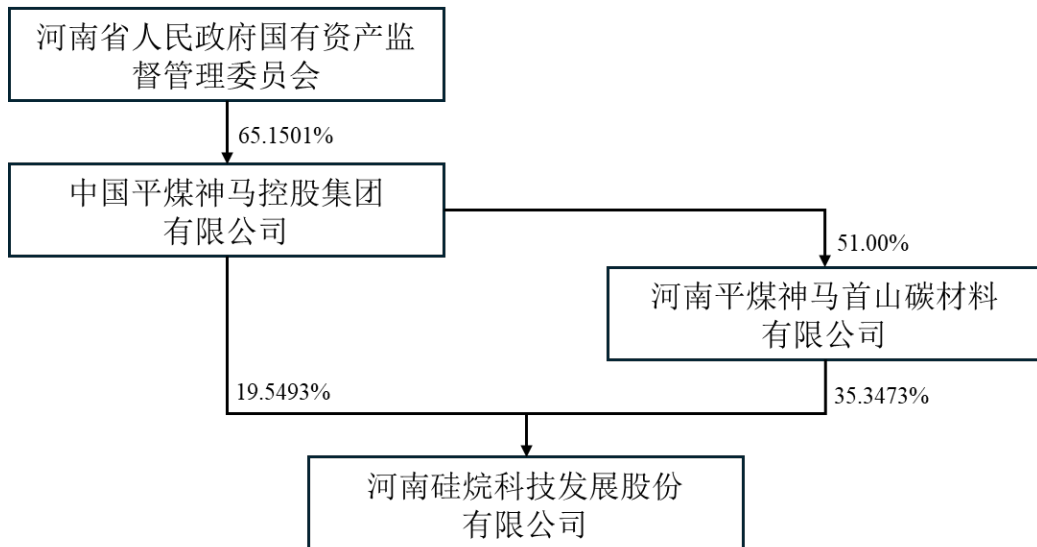 河南省人民政府国有资产监
督管理委员会
65.1501%
中国平煤神马控股集团
有限公司
51.00%
河南平煤神马首山碳材料
有限公司
19.5493%
35.3473%
河南硅烷科技发展股份
有限公司